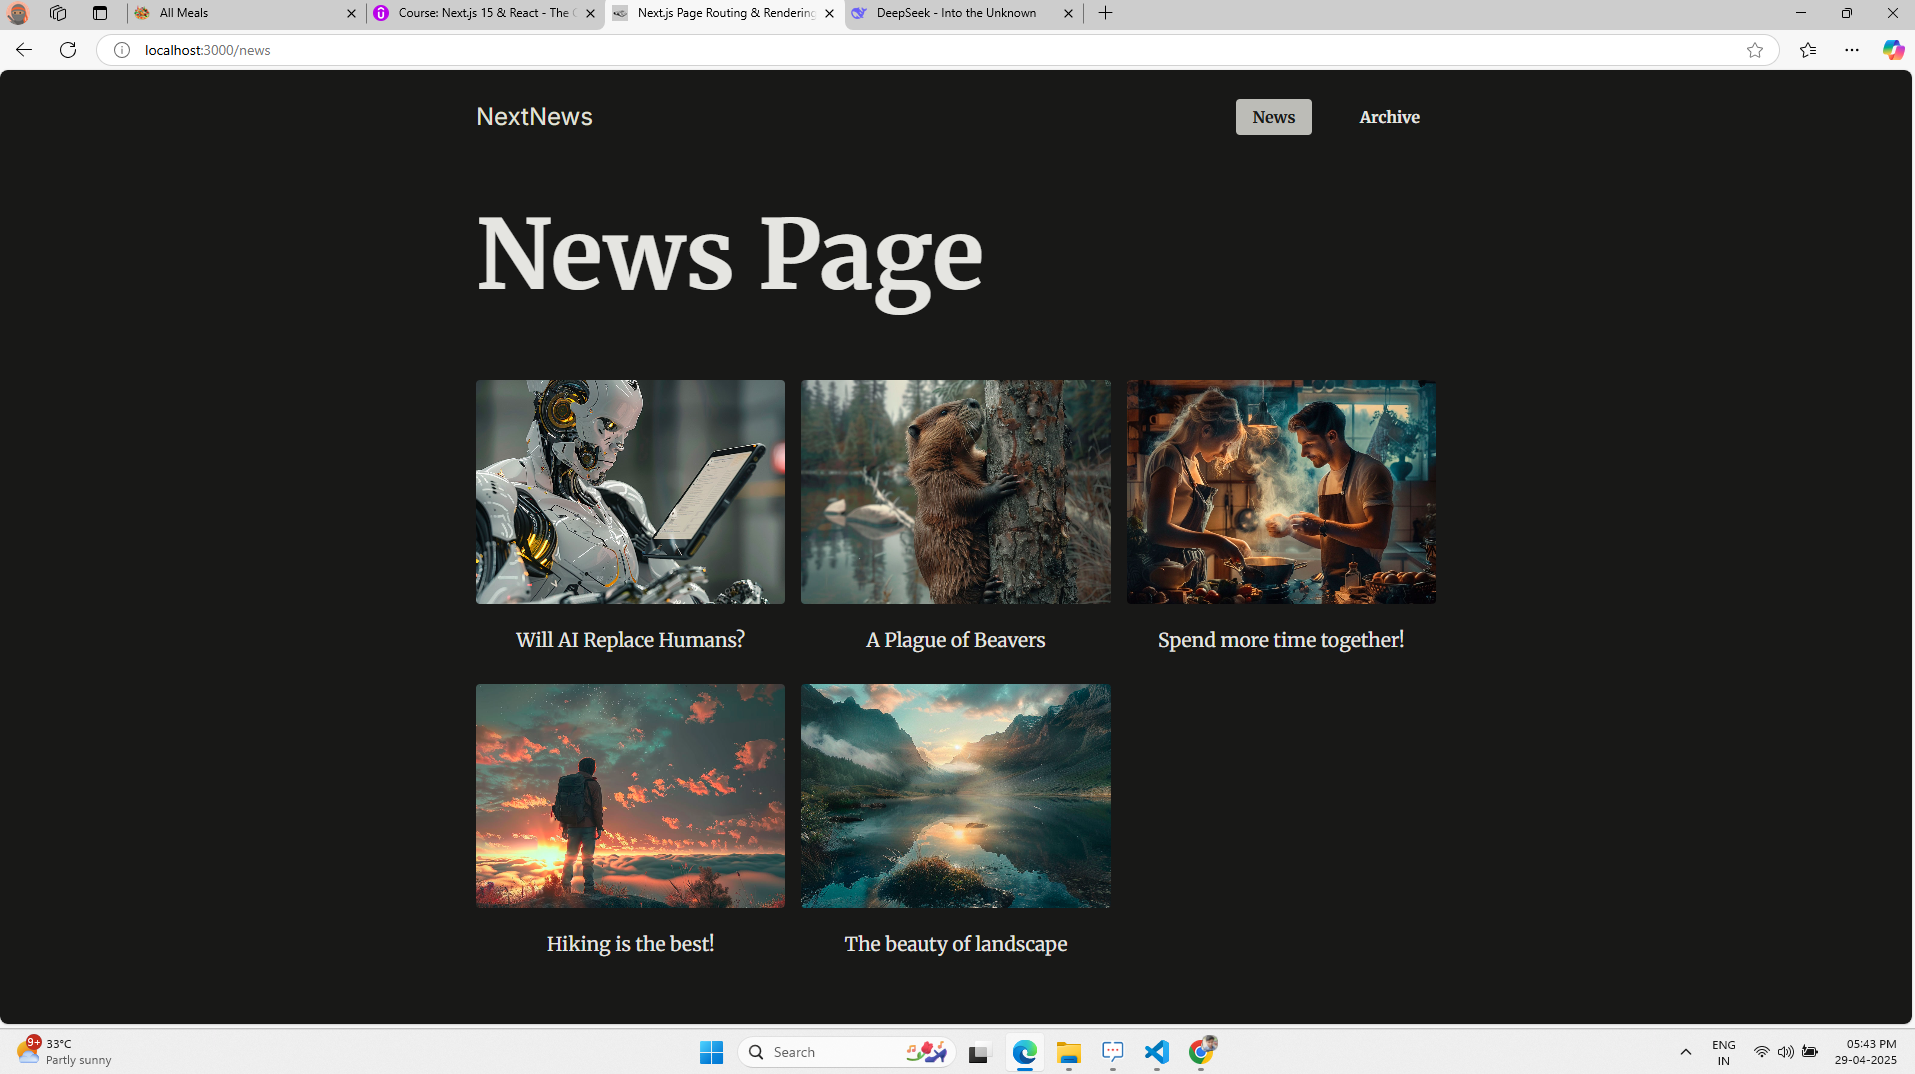 All Meals
Course: Next.js 15 & React - The C
Next.js Page Routing & Rendering
DeepSeek - Into the Unknown
localhost:3000/news
NextNews
News
Archive
News Page
Will AI Replace Humans?
A Plague of Beavers
Spend more time together!
Hiking is the best!
The beauty of landscape
9+
33°C
Partly sunny
Search
ENG
IN
05:43 PM
29-04-2025